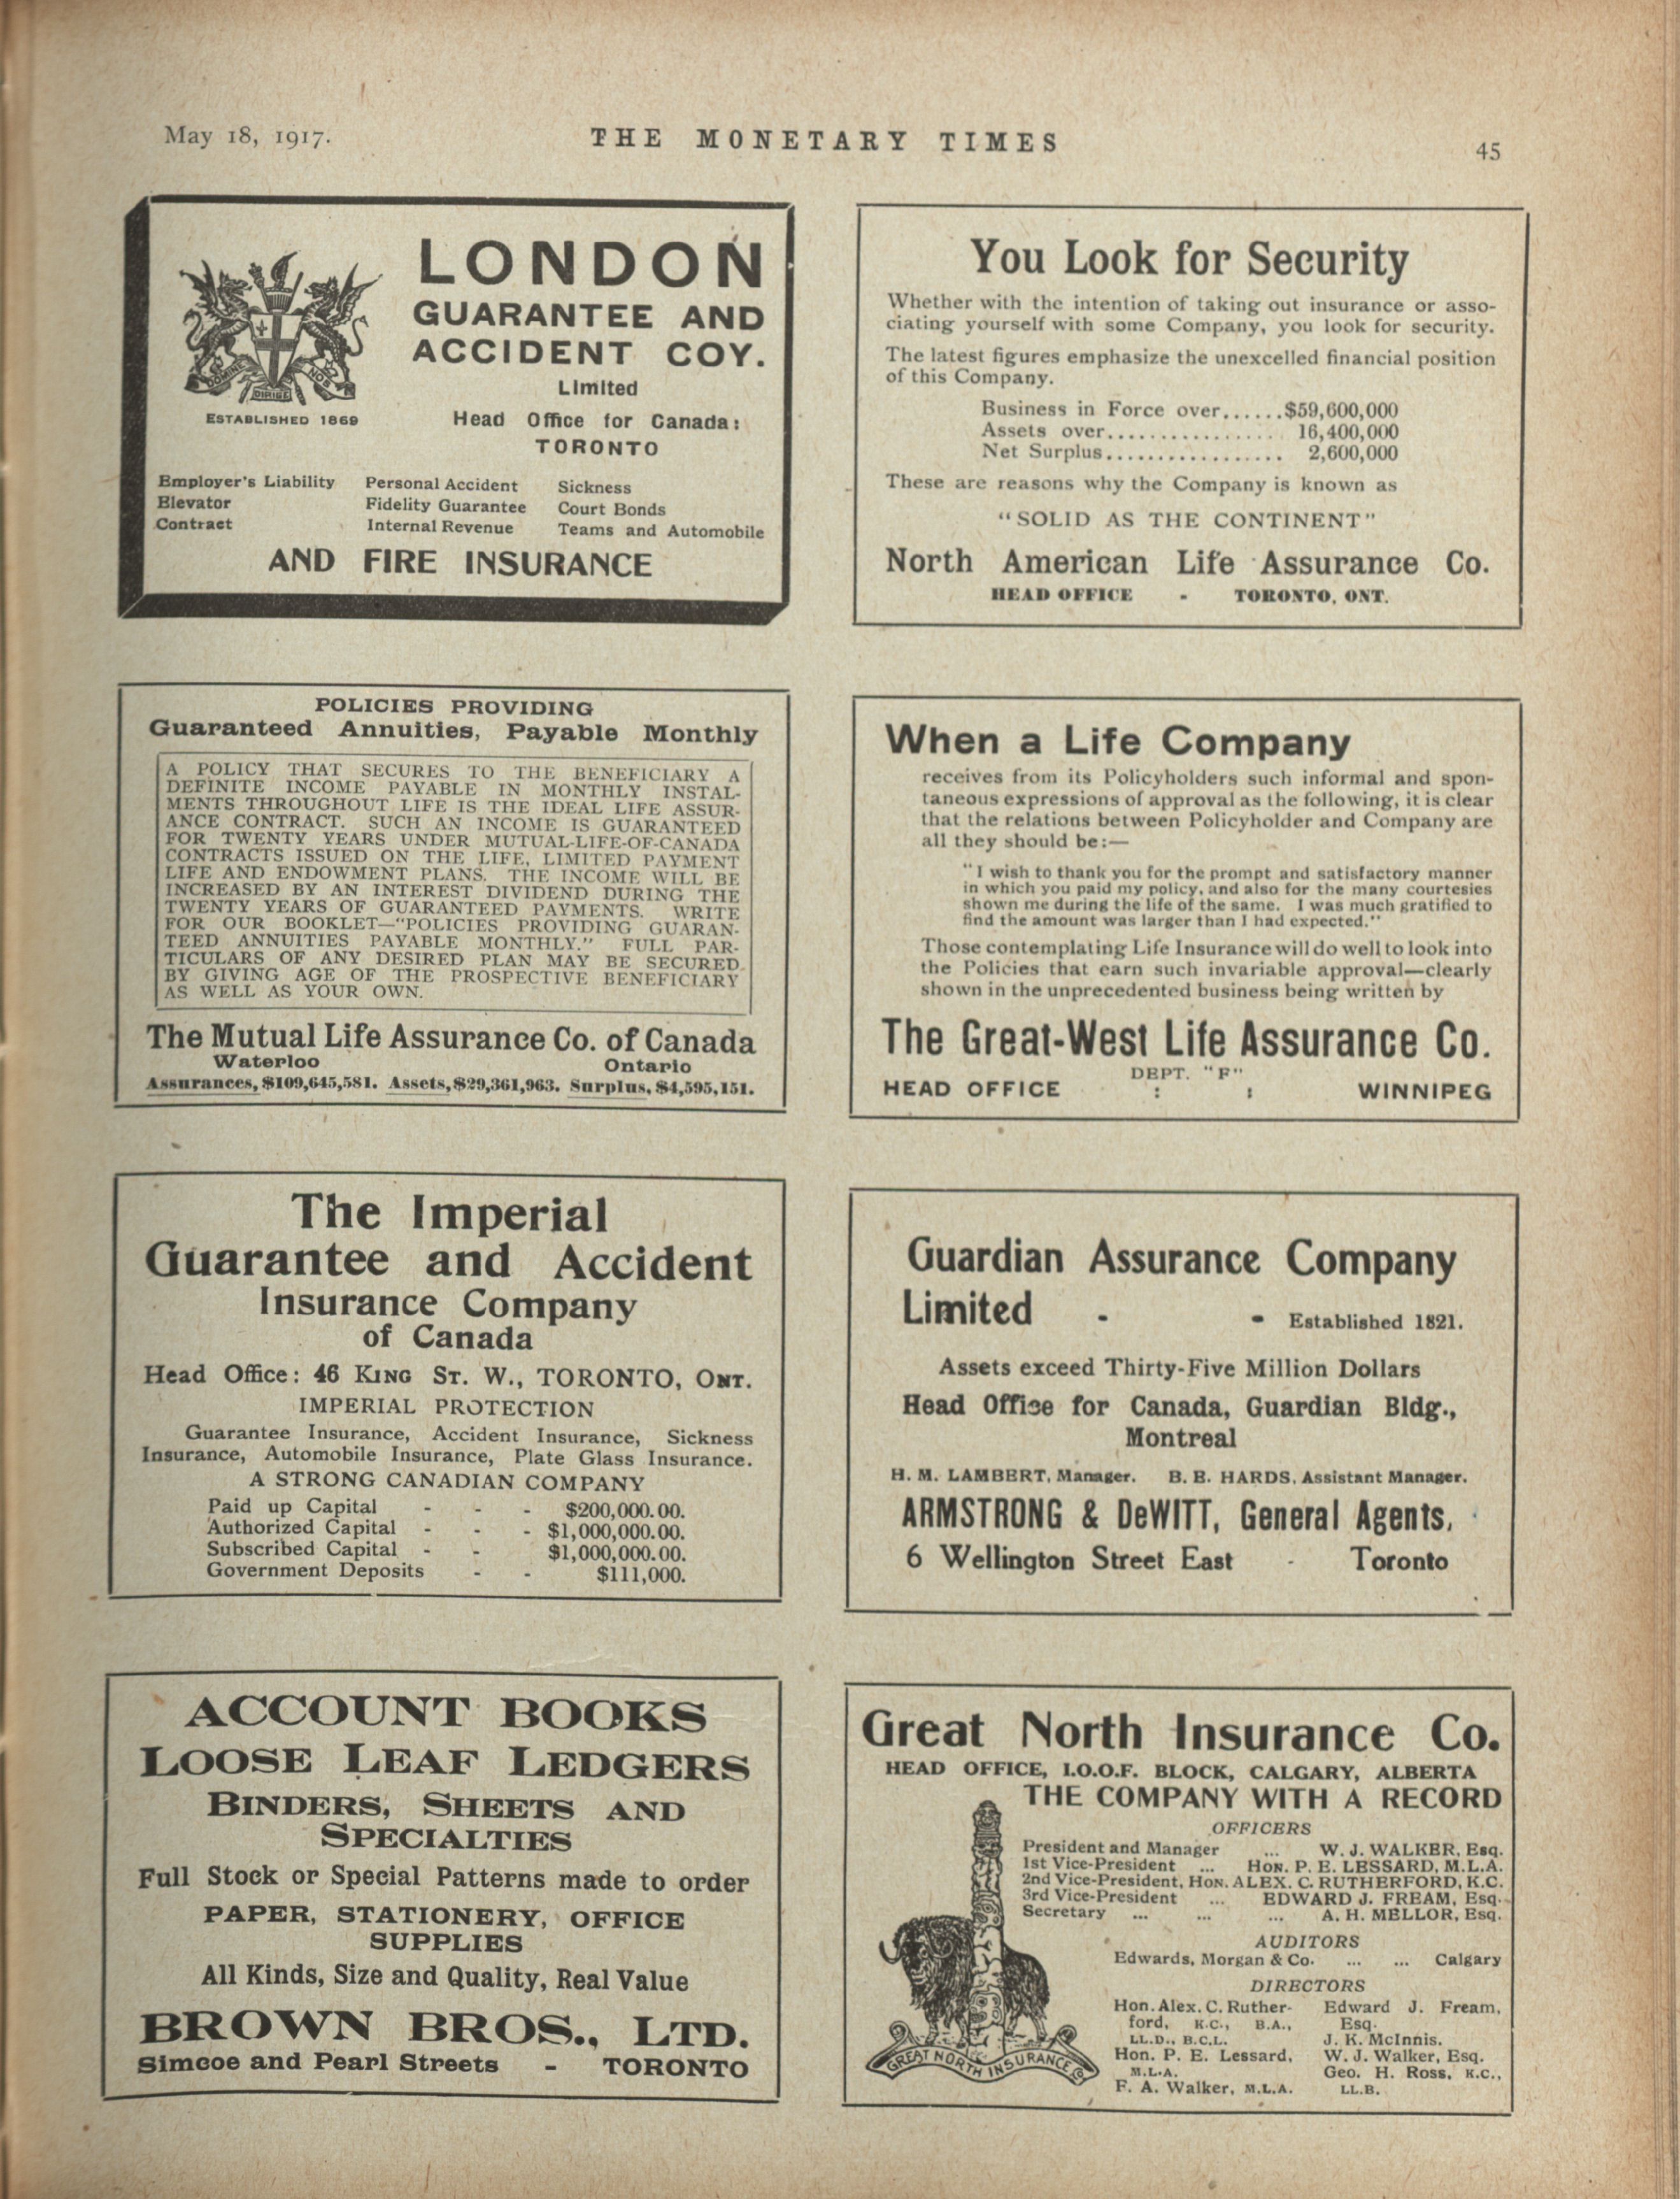 May 18, 1917.
THE MONETARY TIMES
45
LONDON
GUARANTEE AND
ACCIDENT COY.
Limited
DOMINE
DIRIGE
NOS
ESTABLISHED 1869
Head Office for Canada:
TORONTO
Employer's Liability Personal Accident Sickness
Elevator Fidelity Guarantee Court Bonds
Contract Internal Revenue Teams and Automobile
AND FIRE INSURANCE
You Look for Security
Whether with the intention of taking out insurance or asso-
ciating yourself with some Company, you look for security.
The latest figures emphasize the unexcelled financial position
of this Company.
Business in Force over......$59,600,000
Assets over................. 16,400,000
Net Surplus................. 2,600,000
These are reasons why the Company is known as
"SOLID AS THE CONTINENT"
North American Life Assurance Co.
HEAD OFFICE - TORONTO, ONT.
POLICIES PROVIDING
Guaranteed Annuities, Payable Monthly
A POLICY THAT SECURES TO THE BENEFICIARY A
DEFINITE INCOME PAYABLE IN MONTHLY INSTAL-
MENTS THROUGHOUT LIFE IS THE IDEAL LIFE ASSUR-
ANCE CONTRACT. SUCH AN INCOME IS GUARANTEED
FOR TWENTY YEARS UNDER MUTUAL-LIFE-OF-CANADA
CONTRACTS ISSUED ON THE LIFE, LIMITED PAYMENT
LIFE AND ENDOWMENT PLANS. THE INCOME WILL BE
INCREASED BY AN INTEREST DIVIDEND DURING THE
TWENTY YEARS OF GUARANTEED PAYMENTS. WRITE
FOR OUR BOOKLET—"POLICIES PROVIDING GUARAN-
TEED ANNUITIES PAYABLE MONTHLY." FULL PAR-
TICULARS OF ANY DESIRED PLAN MAY BE SECURED
BY GIVING AGE OF THE PROSPECTIVE BENEFICIARY
AS WELL AS YOUR OWN.
The Mutual Life Assurance Co. of Canada
Waterloo Ontario
Assurances, $109,645,581. Assets, $29,361,963. Surplus, $4,595,151.
When a Life Company
receives from its Policyholders such informal and spon-
taneous expressions of approval as the following, it is clear
that the relations between Policyholder and Company are
all they should be:—
"I wish to thank you for the prompt and satisfactory manner
in which you paid my policy, and also for the many courtesies
shown me during the life of the same. I was much gratified to
find the amount was larger than I had expected."
Those contemplating Life Insurance will do well to look into
the Policies that earn such invariable approval—clearly
shown in the unprecedented business being written by
The Great-West Life Assurance Co.
DEPT. "F"
HEAD OFFICE : : WINNIPEG
The Imperial
Guarantee and Accident
Insurance Company
of Canada
Head Office: 46 KING ST. W., TORONTO, ONT.
IMPERIAL PROTECTION
Guarantee Insurance, Accident Insurance, Sickness
Insurance, Automobile Insurance, Plate Glass Insurance.
A STRONG CANADIAN COMPANY
Paid up Capital - - - $200,000.00.
Authorized Capital - - - $1,000,000.00.
Subscribed Capital - - $1,000,000.00.
Government Deposits - - $111,000.
Guardian Assurance Company
Limited - - Established 1821.
Assets exceed Thirty-Five Million Dollars
Head Office for Canada, Guardian Bldg.,
Montreal
H. M. LAMBERT, Manager. B. E. HARDS, Assistant Manager.
ARMSTRONG & DeWITT, General Agents,
6 Wellington Street East - Toronto
ACCOUNT BOOKS
LOOSE LEAF LEDGERS
BINDERS, SHEETS AND
SPECIALTIES
Full Stock or Special Patterns made to order
PAPER, STATIONERY, OFFICE
SUPPLIES
All Kinds, Size and Quality, Real Value
BROWN BROS., LTD.
Simcoe and Pearl Streets - TORONTO
Great North Insurance Co.
HEAD OFFICE, I.O.O.F. BLOCK, CALGARY, ALBERTA
THE COMPANY WITH A RECORD
OFFICERS
President and Manager ... W. J. WALKER, Esq.
1st Vice-President ... HON. P. E. LESSARD, M.L.A.
2nd Vice-President, HON. ALEX. C. RUTHERFORD, K.C.
3rd Vice-President ... EDWARD J. FREAM, Esq.
Secretary ... ... ... A. H. MELLOR, Esq.
AUDITORS
Edwards, Morgan & Co. ... ... Calgary
DIRECTORS
Hon. Alex. C. Ruther-
ford, K.C., B.A.,
LL.D., B.C.L.
Hon. P. E. Lessard,
M.L.A.
F. A. Walker, M.L.A.
Edward J. Fream,
Esq.
J. K. McInnis.
W. J. Walker, Esq.
Geo. H. Ross, K.C.,
LL.B.
GREAT NORTH INSURANCE Co